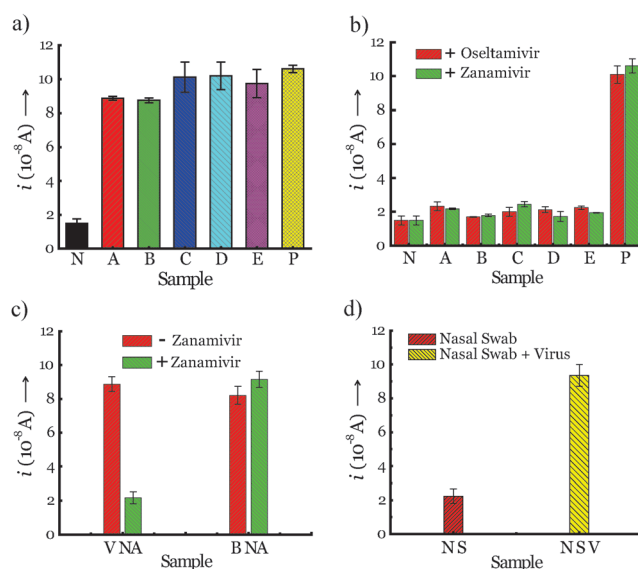 a)
i (10⁻⁸A) ⟶
12
10
8
6
4
2
0
N A B C D E P
Sample
b)
+ Oseltamivir
+ Zanamivir
i (10⁻⁸A) ⟶
12
10
8
6
4
2
0
N A B C D E P
Sample
c)
- Zanamivir
+ Zanamivir
i (10⁻⁸A) ⟶
12
10
8
6
4
2
0
V NA B NA
Sample
d)
Nasal Swab
Nasal Swab + Virus
i (10⁻⁸A) ⟶
12
10
8
6
4
2
0
N S N S V
Sample